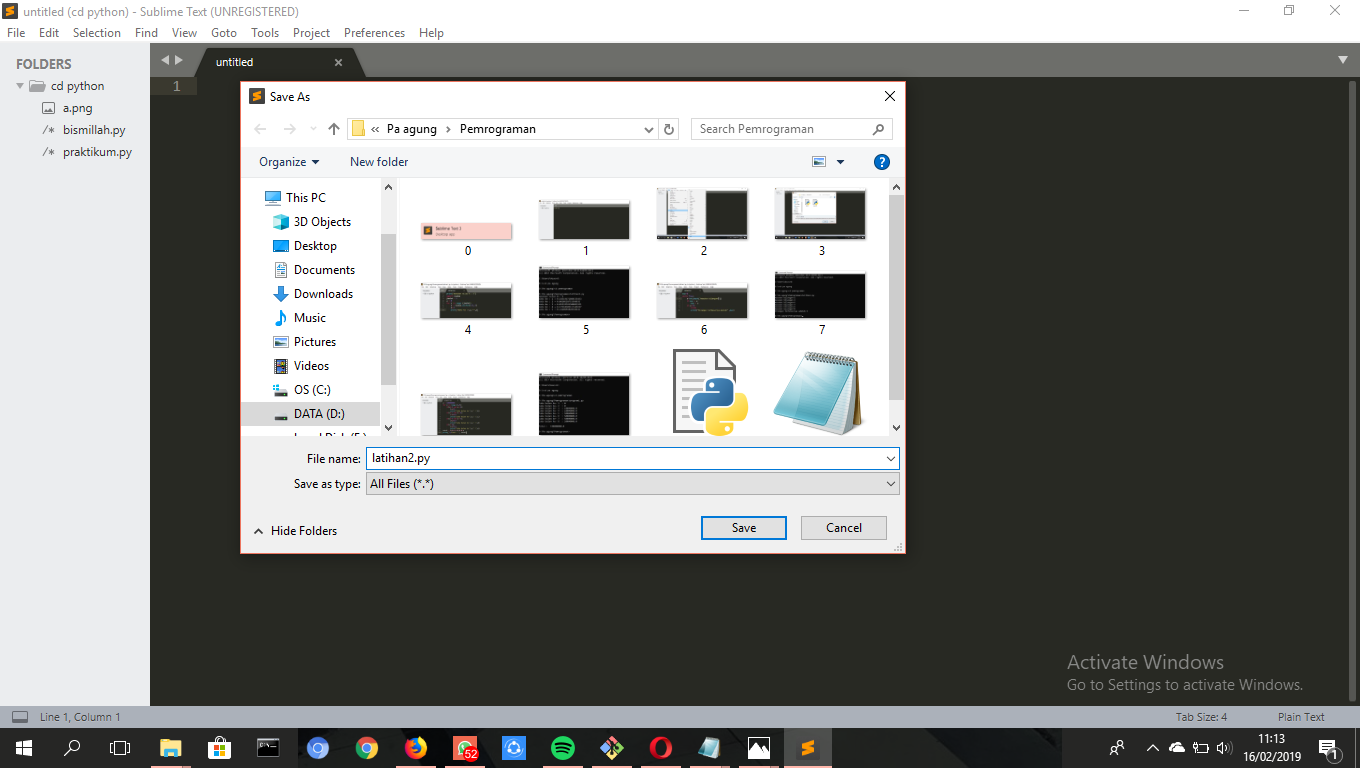 untitled (cd python) - Sublime Text (UNREGISTERED)
File Edit Selection Find View Goto Tools Project Preferences Help
FOLDERS
cd python
a.png
/* bismillah.py
/* praktikum.py
untitled
1
Save As
« Pa agung › Pemrograman
Search Pemrograman
Organize
New folder
This PC
3D Objects
Desktop
Documents
Downloads
Music
Pictures
Videos
OS (C:)
DATA (D:)
0 1 2 3
4 5 6 7
File name: latihan2.py
Save as type: All Files (*.*)
Hide Folders
Save
Cancel
Activate Windows
Go to Settings to activate Windows.
Line 1, Column 1
Tab Size: 4
Plain Text
52
11:13
16/02/2019
1